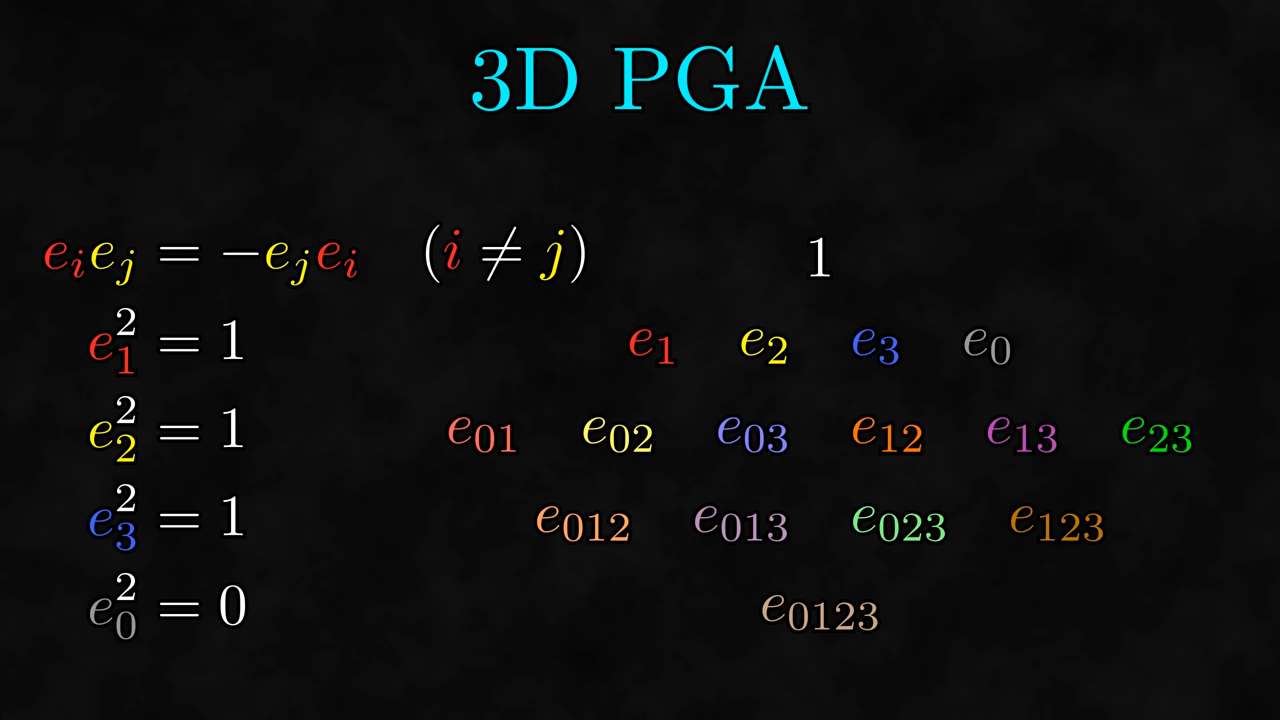 3D PGA
e_i e_j = −e_j e_i (i ≠ j)
1
e_1^2 = 1
e_1 e_2 e_3 e_0
e_2^2 = 1
e_01 e_02 e_03 e_12 e_13 e_23
e_3^2 = 1
e_012 e_013 e_023 e_123
e_0^2 = 0
e_0123